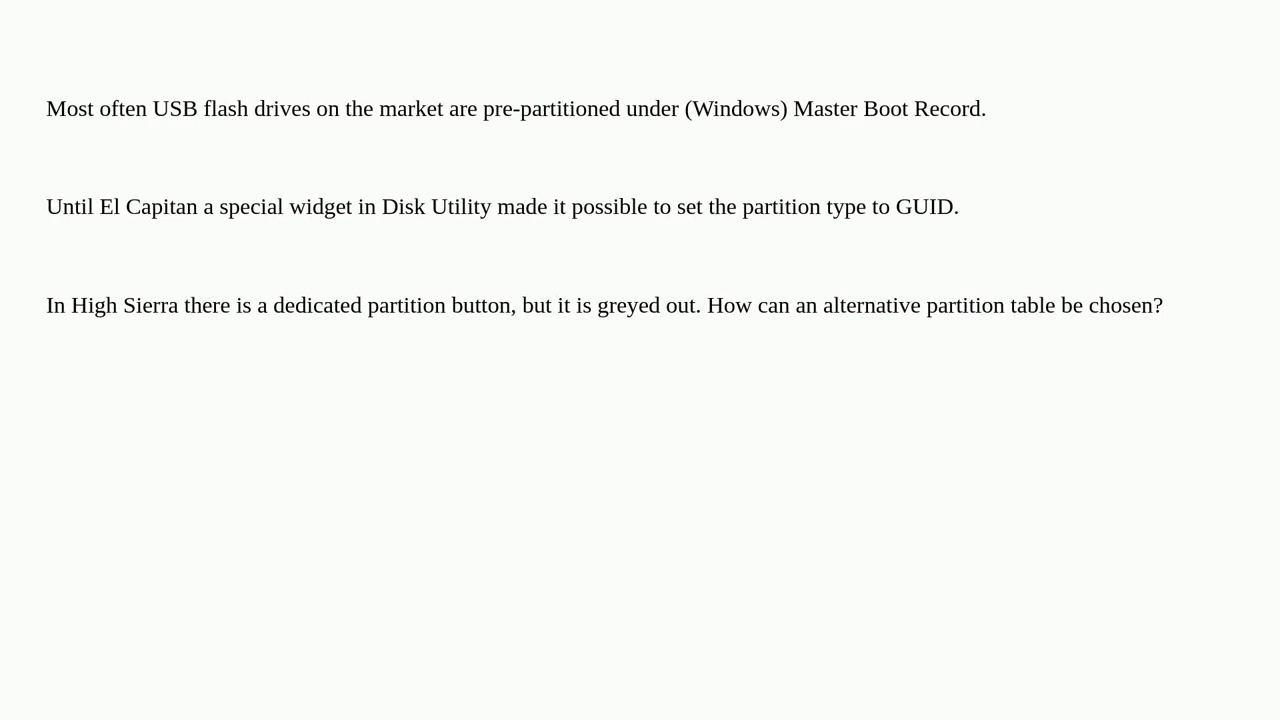 Most often USB flash drives on the market are pre-partitioned under (Windows) Master Boot Record.
Until El Capitan a special widget in Disk Utility made it possible to set the partition type to GUID.
In High Sierra there is a dedicated partition button, but it is greyed out. How can an alternative partition table be chosen?